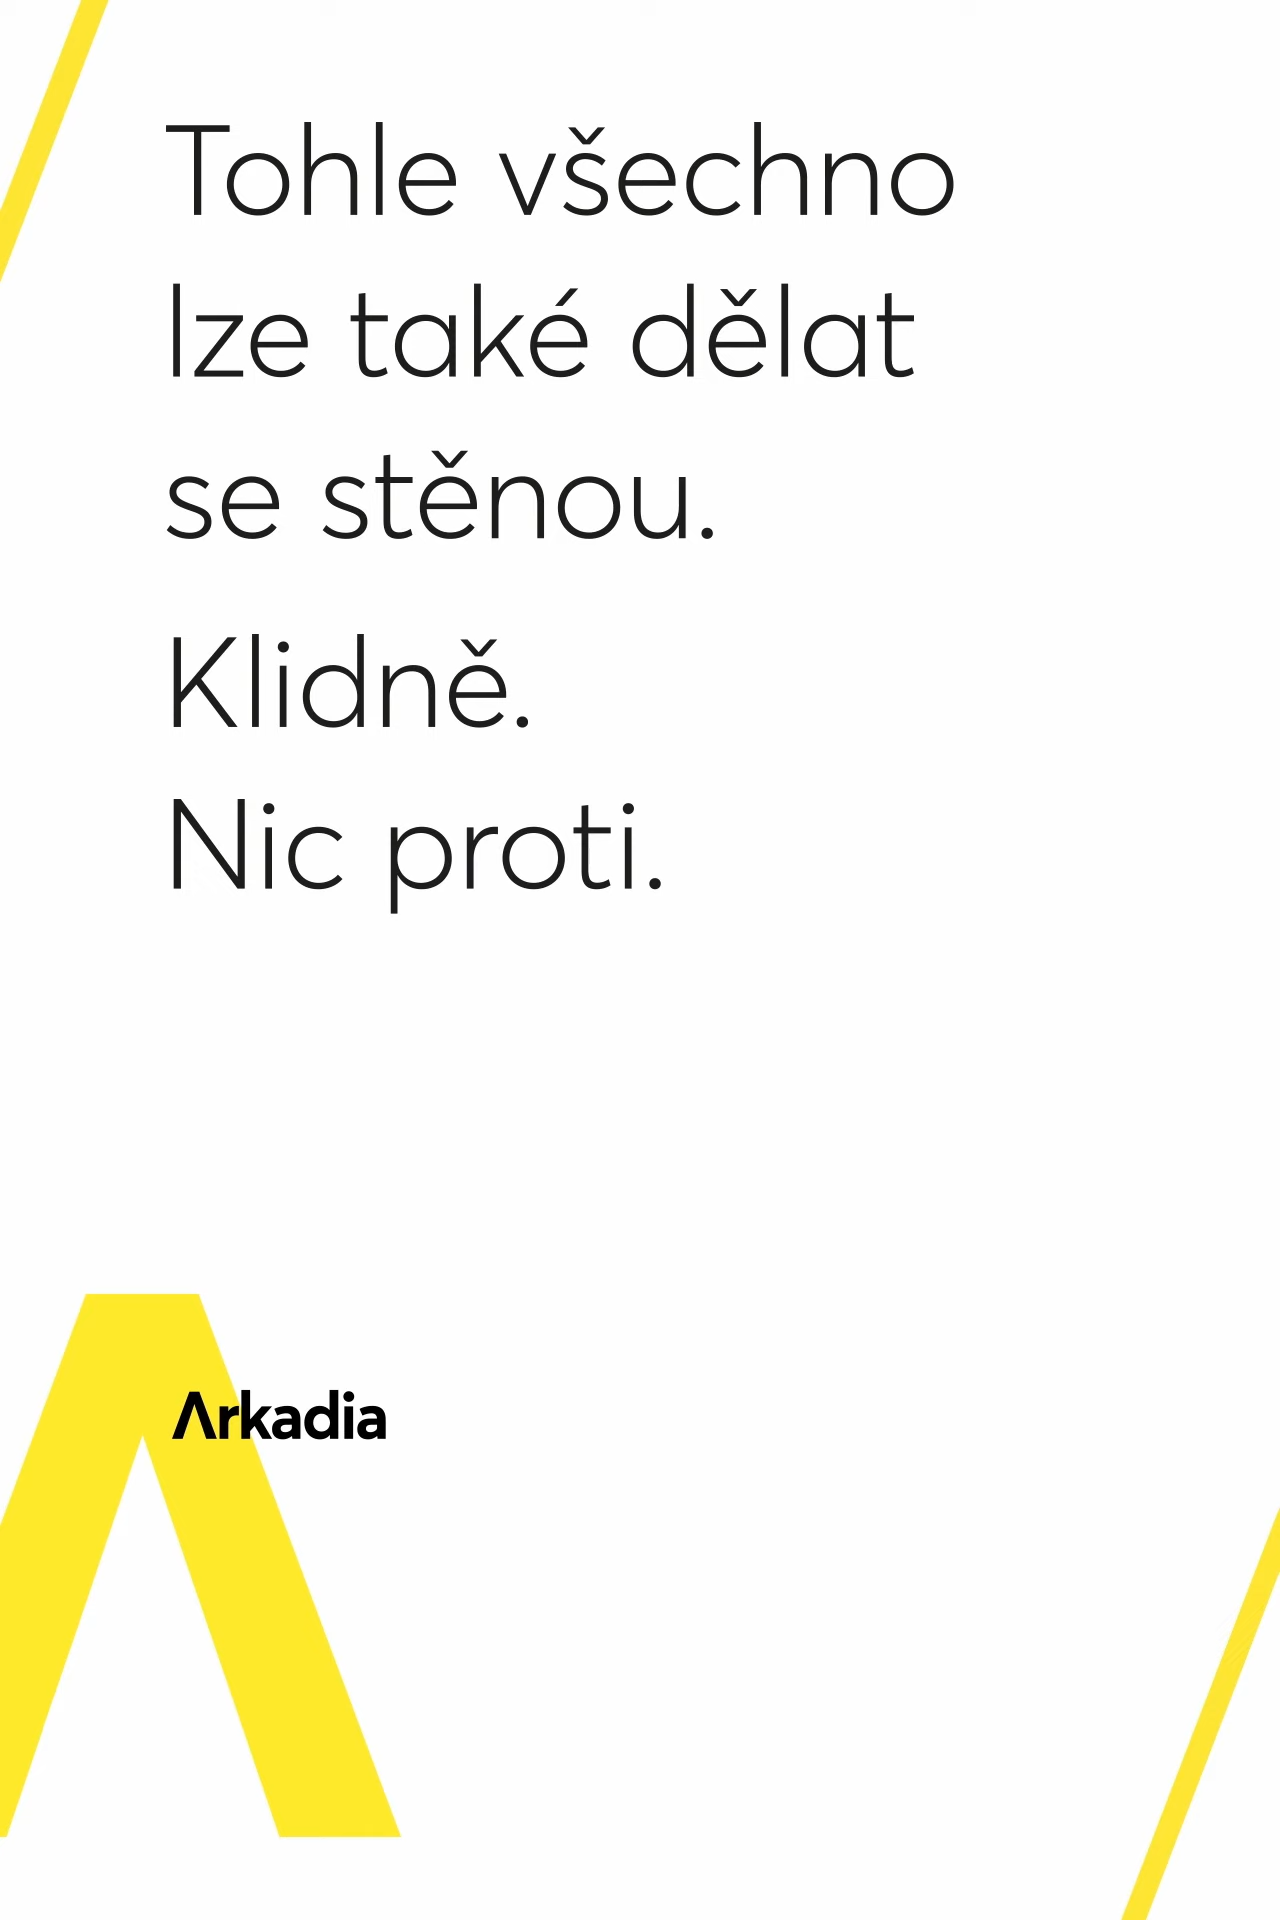 Tohle všechno
lze také dělat
se stěnou.
Klidně.
Nic proti.
Arkadia